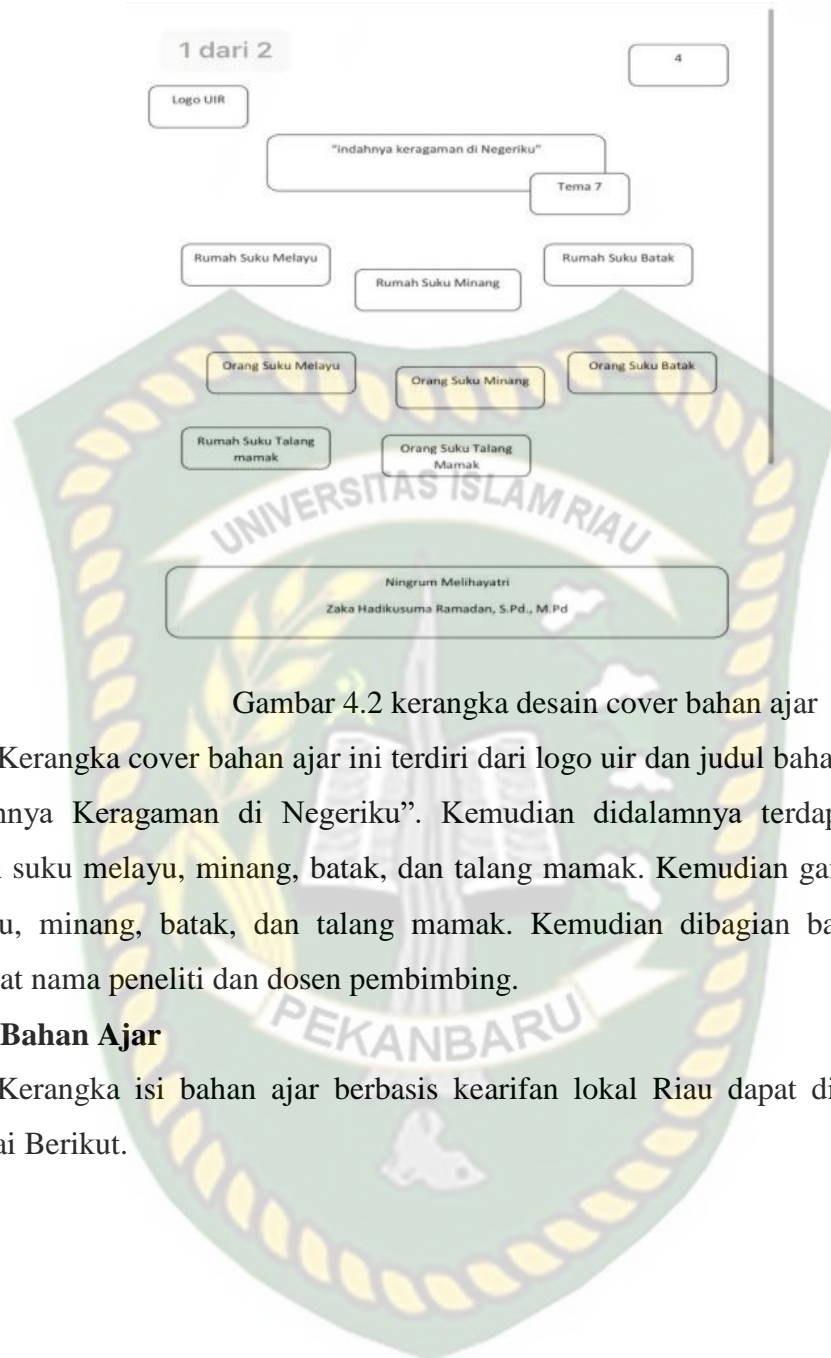 1 dari 2
4
Logo UIR
"indahnya keragaman di Negeriku"
Tema 7
Rumah Suku Melayu
Rumah Suku Minang
Rumah Suku Batak
Orang Suku Melayu
Orang Suku Minang
Orang Suku Batak
Rumah Suku Talang
mamak
Orang Suku Talang
Mamak
UNIVERSITAS ISLAM RIAU
Ningrum Melihayatri
Zaka Hadikusuma Ramadan, S.Pd., M.Pd
Gambar 4.2 kerangka desain cover bahan ajar
Kerangka cover bahan ajar ini terdiri dari logo uir dan judul baha
nnya Keragaman di Negeriku”. Kemudian didalamnya terdap
suku melayu, minang, batak, dan talang mamak. Kemudian gar
u, minang, batak, dan talang mamak. Kemudian dibagian ba
at nama peneliti dan dosen pembimbing.
Bahan Ajar
PEKANBARU
Kerangka isi bahan ajar berbasis kearifan lokal Riau dapat di
ai Berikut.